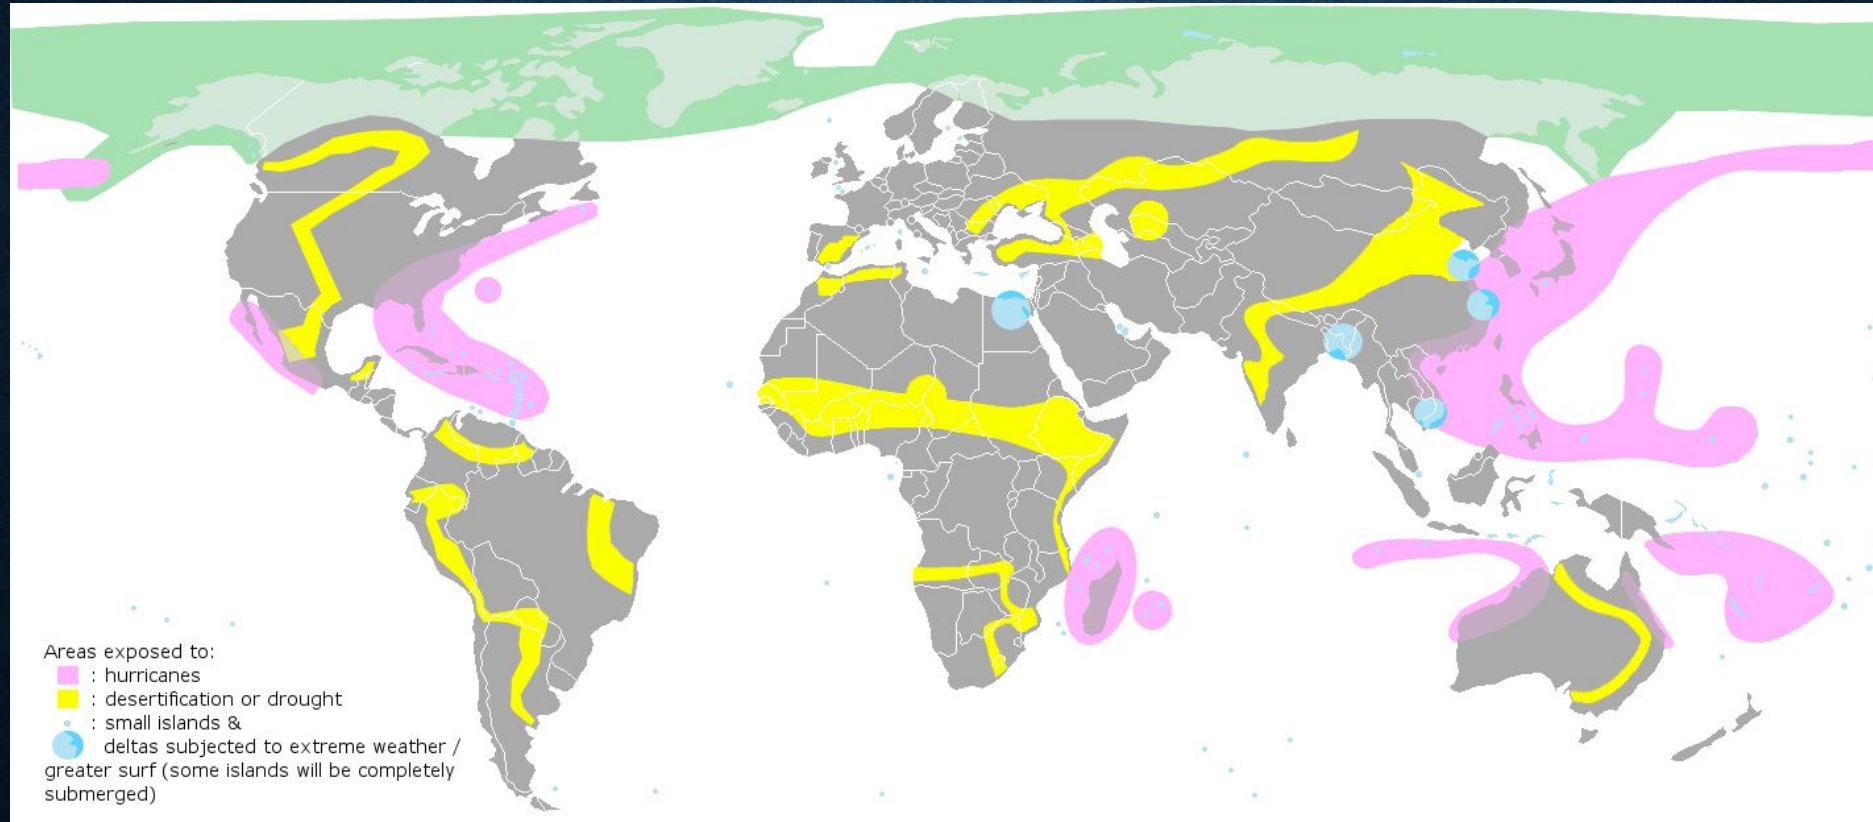 Areas exposed to:
: hurricanes
: desertification or drought
: small islands &
deltas subjected to extreme weather /
greater surf (some islands will be completely
submerged)